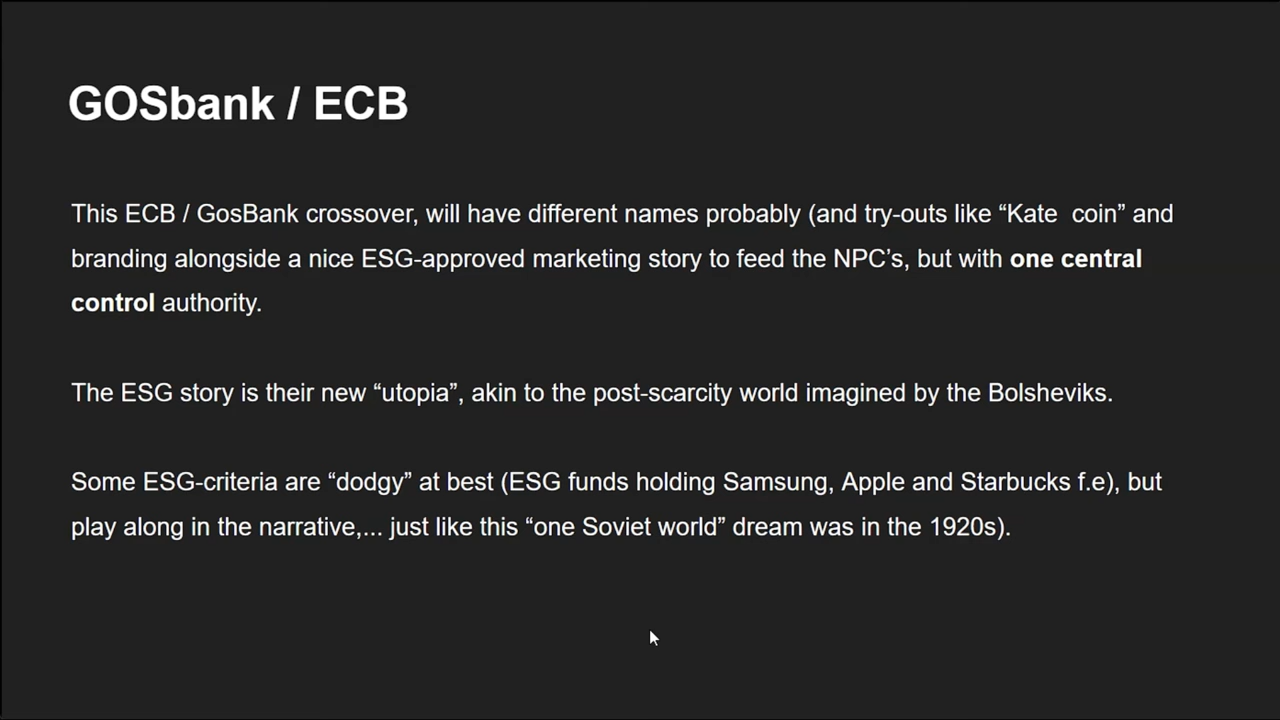 GOSbank / ECB
This ECB / GosBank crossover, will have different names probably (and try-outs like “Kate  coin” and
branding alongside a nice ESG-approved marketing story to feed the NPC’s, but with one central
control authority.
The ESG story is their new “utopia”, akin to the post-scarcity world imagined by the Bolsheviks.
Some ESG-criteria are “dodgy” at best (ESG funds holding Samsung, Apple and Starbucks f.e), but
play along in the narrative,... just like this “one Soviet world” dream was in the 1920s).